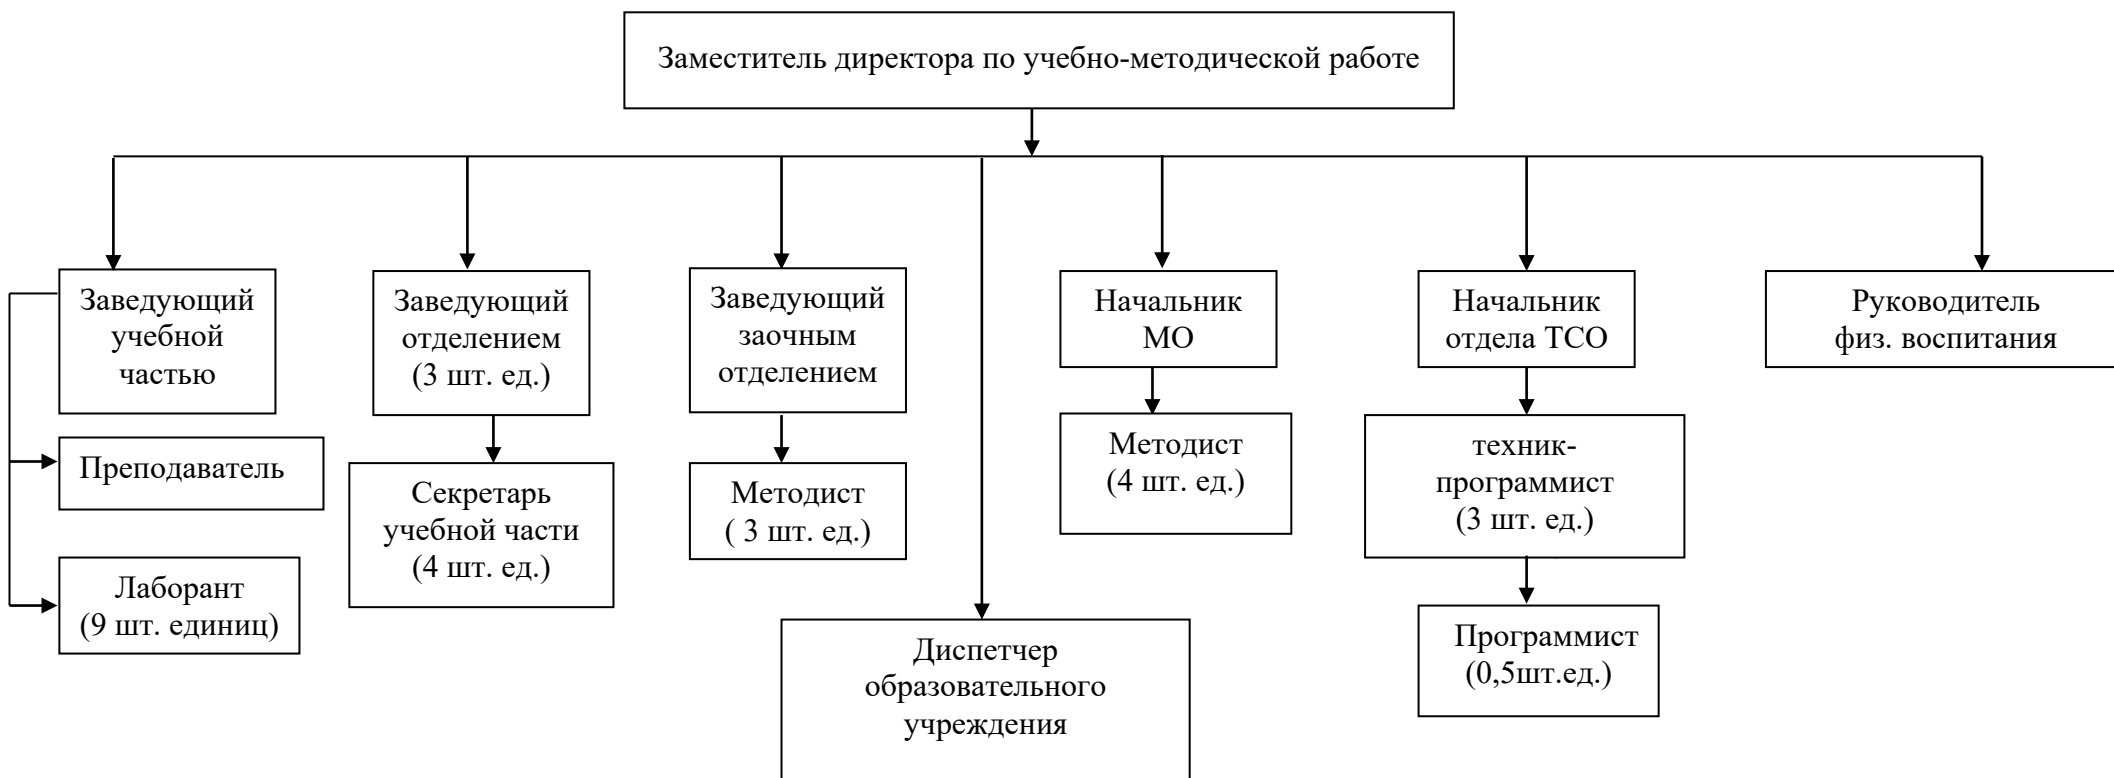 Заместитель директора по учебно-методической работе
Заведующий
учебной
частью
Заведующий
отделением
(3 шт. ед.)
Заведующий
заочным
отделением
Начальник
МО
Начальник
отдела ТСО
Руководитель
физ. воспитания
Преподаватель
Лаборант
(9 шт. единиц)
Секретарь
учебной части
(4 шт. ед.)
Методист
( 3 шт. ед.)
Методист
(4 шт. ед.)
техник-
программист
(3 шт. ед.)
Программист
(0,5шт.ед.)
Диспетчер
образовательного
учреждения